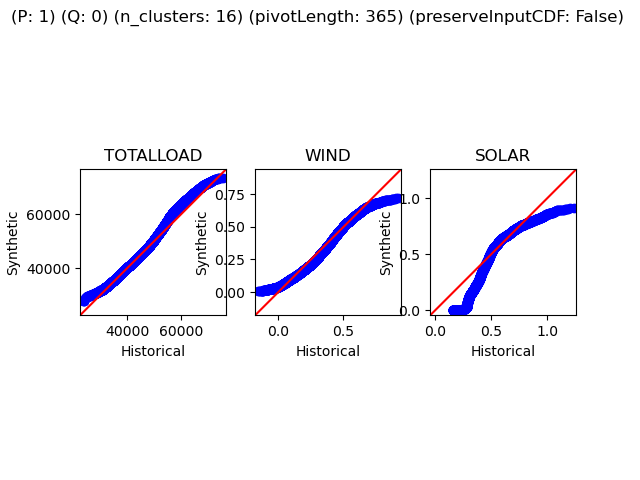 (P: 1) (Q: 0) (n_clusters: 16) (pivotLength: 365) (preserveInputCDF: False)
TOTALLOAD
WIND
SOLAR
Synthetic
60000
40000
40000
60000
Historical
Synthetic
0.75
0.50
0.25
0.00
0.0
0.5
Historical
Synthetic
1.0
0.5
0.0
0.0
0.5
1.0
Historical